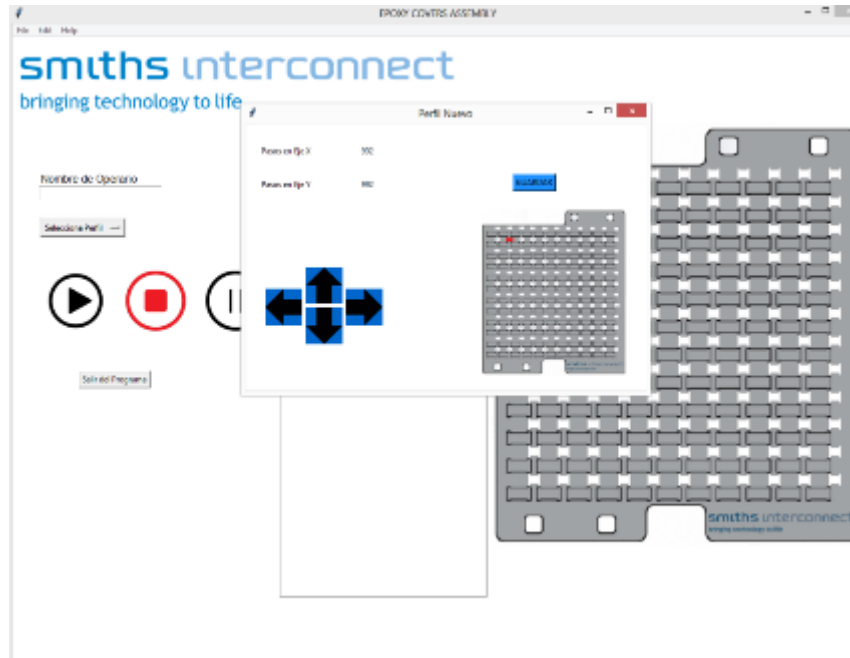 EPOXY COVERS ASSEMBLY
File Edit Help
smiths interconnect
bringing technology to life
Perfil Nuevo
Pasos en Eje X
Pasos en Eje Y
Nombre de Operario
Seleccione Perfil
Salir del Programa
smiths interconnect
bringing technology to life